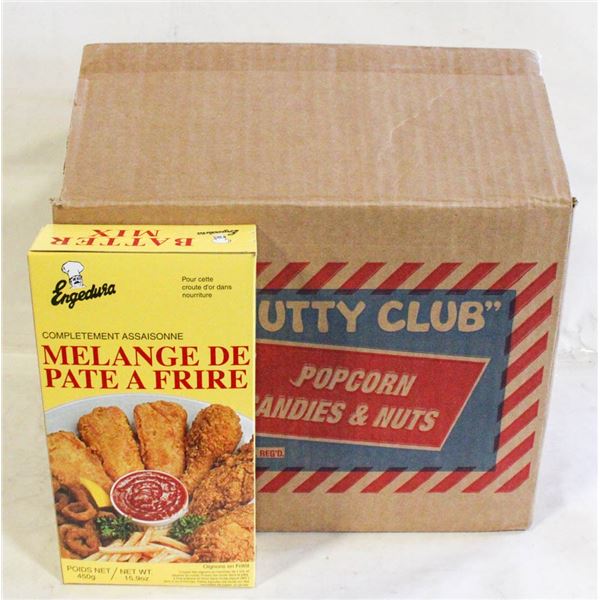 BATTER
MIX
Engedura
Pour cette
croute d'or dans
nourriture
COMPLETEMENT ASSAISONNE
MELANGE DE
PATE A FRIRE
POIDS NET / NET WT.
450g 15.9oz.
UTTY CLUB"
POPCORN
ANDIES & NUTS
REG'D.